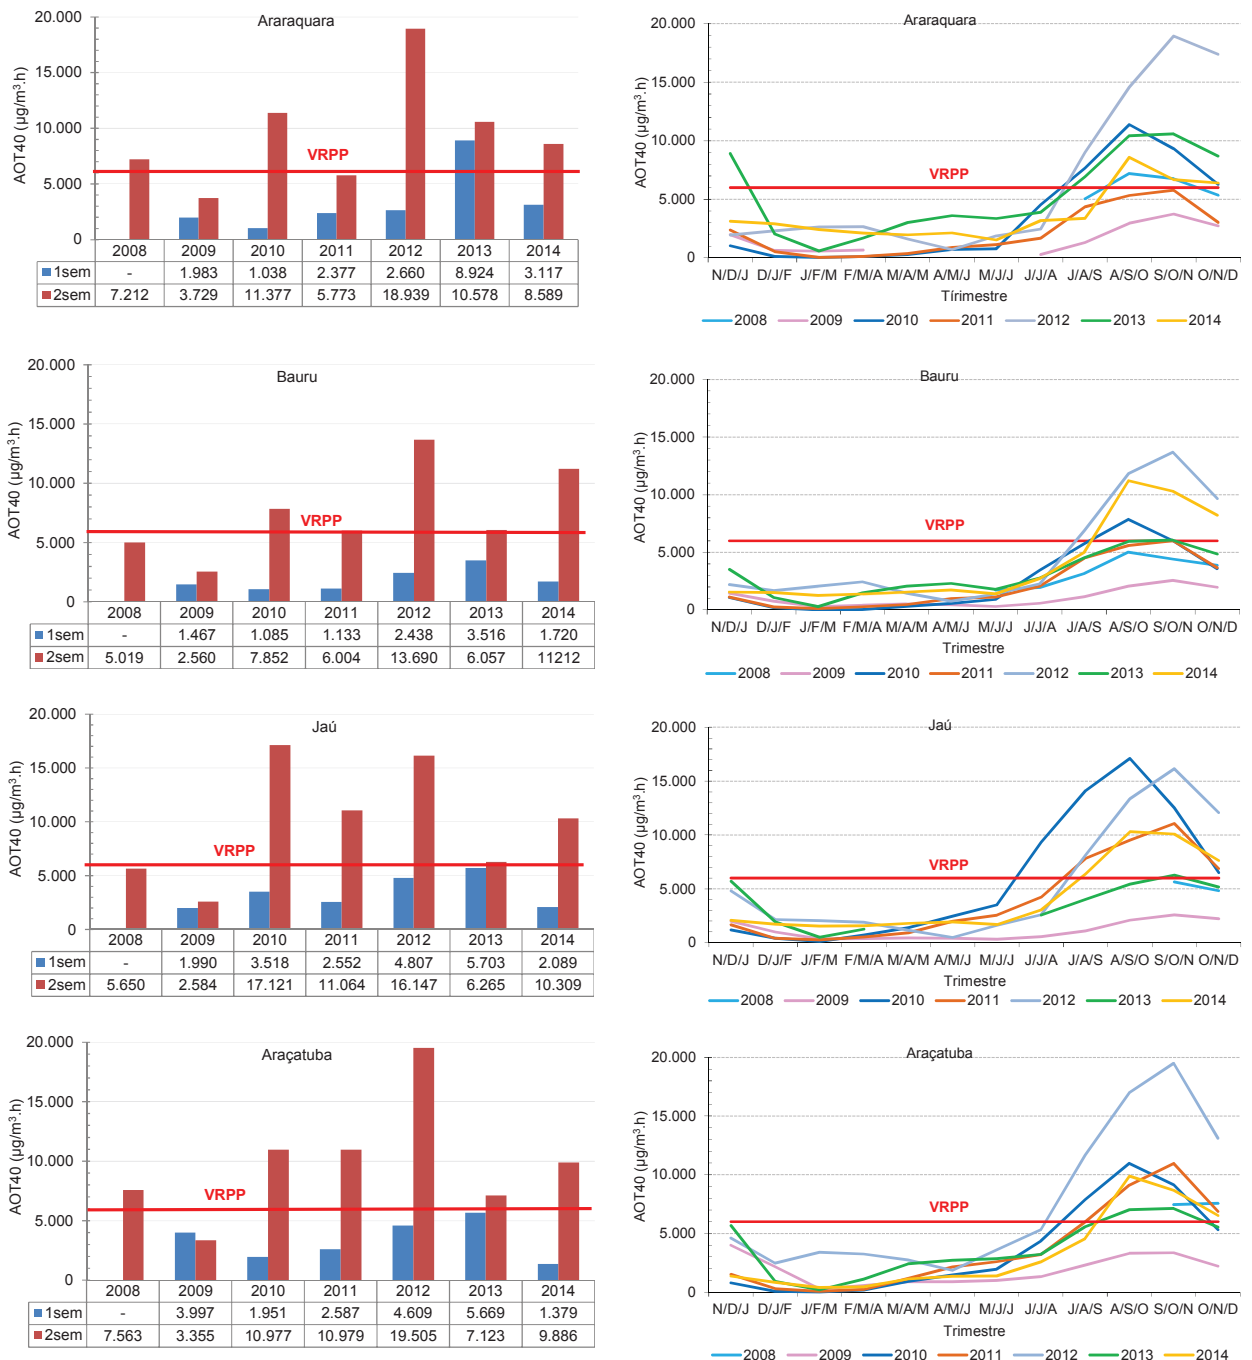 Araraquara
AOT40 (µg/m³.h)
20.000
15.000
10.000
5.000
0
VRPP
2008 2009 2010 2011 2012 2013 2014
1sem - 1.983 1.038 2.377 2.660 8.924 3.117
2sem 7.212 3.729 11.377 5.773 18.939 10.578 8.589
Araraquara
AOT40 (µg/m³.h)
20.000
15.000
10.000
5.000
0
VRPP
N/D/J D/J/F J/F/M F/M/A M/A/M A/M/J M/J/J J/J/A J/A/S A/S/O S/O/N O/N/D
Tírimestre
2008 2009 2010 2011 2012 2013 2014
Bauru
AOT40 (µg/m³.h)
20.000
15.000
10.000
5.000
0
VRPP
2008 2009 2010 2011 2012 2013 2014
1sem - 1.467 1.085 1.133 2.438 3.516 1.720
2sem 5.019 2.560 7.852 6.004 13.690 6.057 11212
Bauru
AOT40 (µg/m³.h)
20.000
15.000
10.000
5.000
0
VRPP
N/D/J D/J/F J/F/M F/M/A M/A/M A/M/J M/J/J J/J/A J/A/S A/S/O S/O/N O/N/D
Trimestre
2008 2009 2010 2011 2012 2013 2014
Jaú
AOT40 (µg/m³.h)
20.000
15.000
10.000
5.000
0
VRPP
2008 2009 2010 2011 2012 2013 2014
1sem - 1.990 3.518 2.552 4.807 5.703 2.089
2sem 5.650 2.584 17.121 11.064 16.147 6.265 10.309
Jaú
AOT40 (µg/m³.h)
20.000
15.000
10.000
5.000
0
VRPP
N/D/J D/J/F J/F/M F/M/A M/A/M A/M/J M/J/J J/J/A J/A/S A/S/O S/O/N O/N/D
Trimestre
2008 2009 2010 2011 2012 2013 2014
Araçatuba
AOT40 (µg/m³.h)
20.000
15.000
10.000
5.000
0
VRPP
2008 2009 2010 2011 2012 2013 2014
1sem - 3.997 1.951 2.587 4.609 5.669 1.379
2sem 7.563 3.355 10.977 10.979 19.505 7.123 9.886
Araçatuba
AOT40 (µg/m³.h)
20.000
15.000
10.000
5.000
0
VRPP
N/D/J D/J/F J/F/M F/M/A M/A/M A/M/J M/J/J J/J/A J/A/S A/S/O S/O/N O/N/D
Trimestre
2008 2009 2010 2011 2012 2013 2014